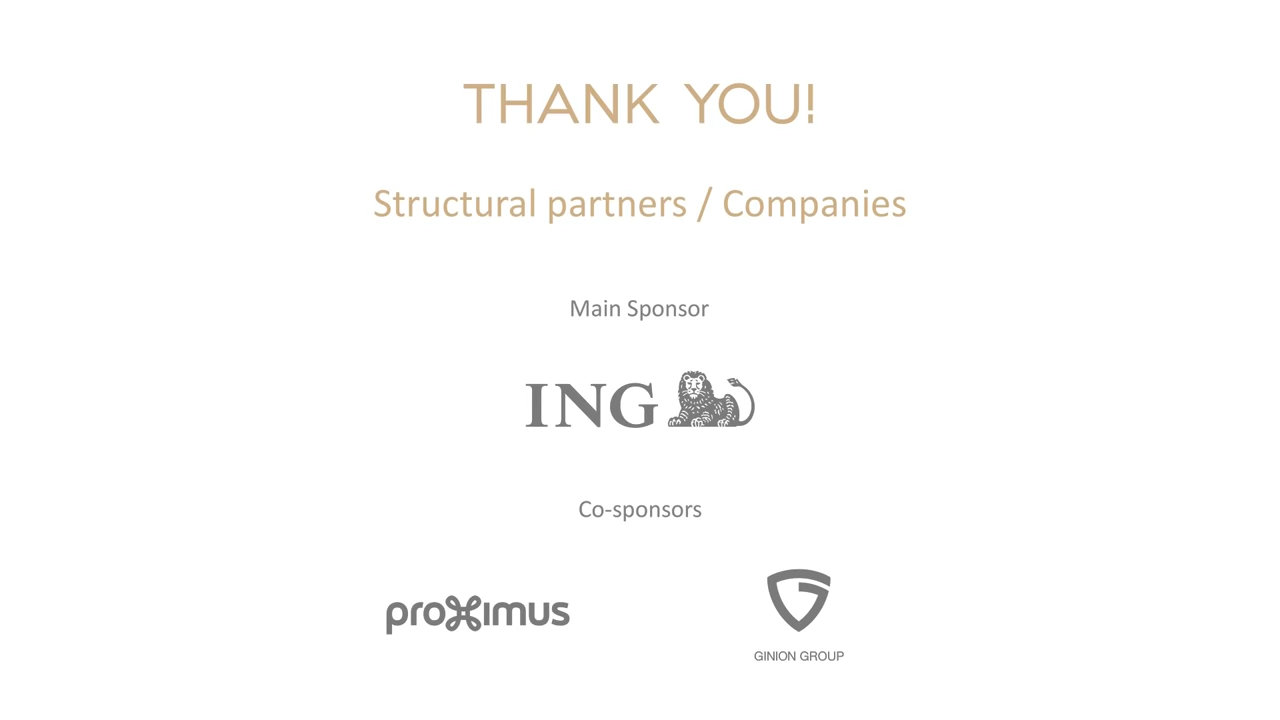 THANK YOU!
Structural partners / Companies
Main Sponsor
ING
Co-sponsors
proximus
GINION GROUP